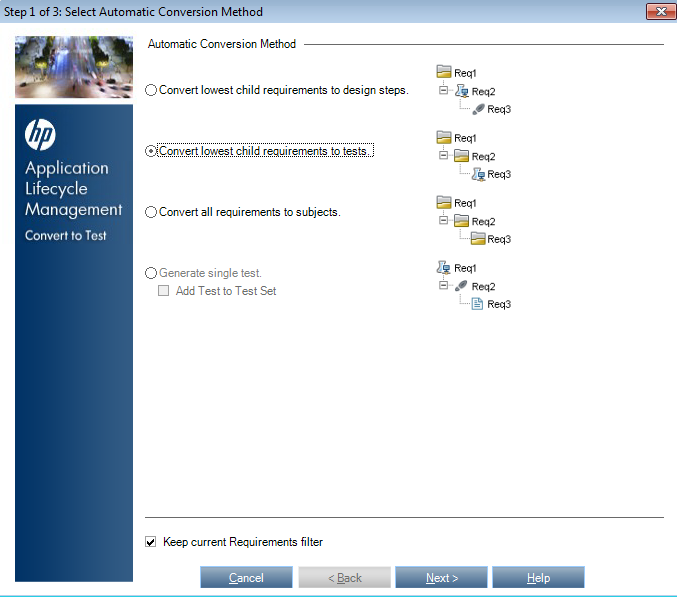 Step 1 of 3: Select Automatic Conversion Method
hp
Application
Lifecycle
Management
Convert to Test
Automatic Conversion Method
Convert lowest child requirements to design steps.
Req1
Req2
Req3
Convert lowest child requirements to tests.
Req1
Req2
Req3
Convert all requirements to subjects.
Req1
Req2
Req3
Generate single test.
Add Test to Test Set
Req1
Req2
Req3
Keep current Requirements filter
Cancel
< Back
Next >
Help